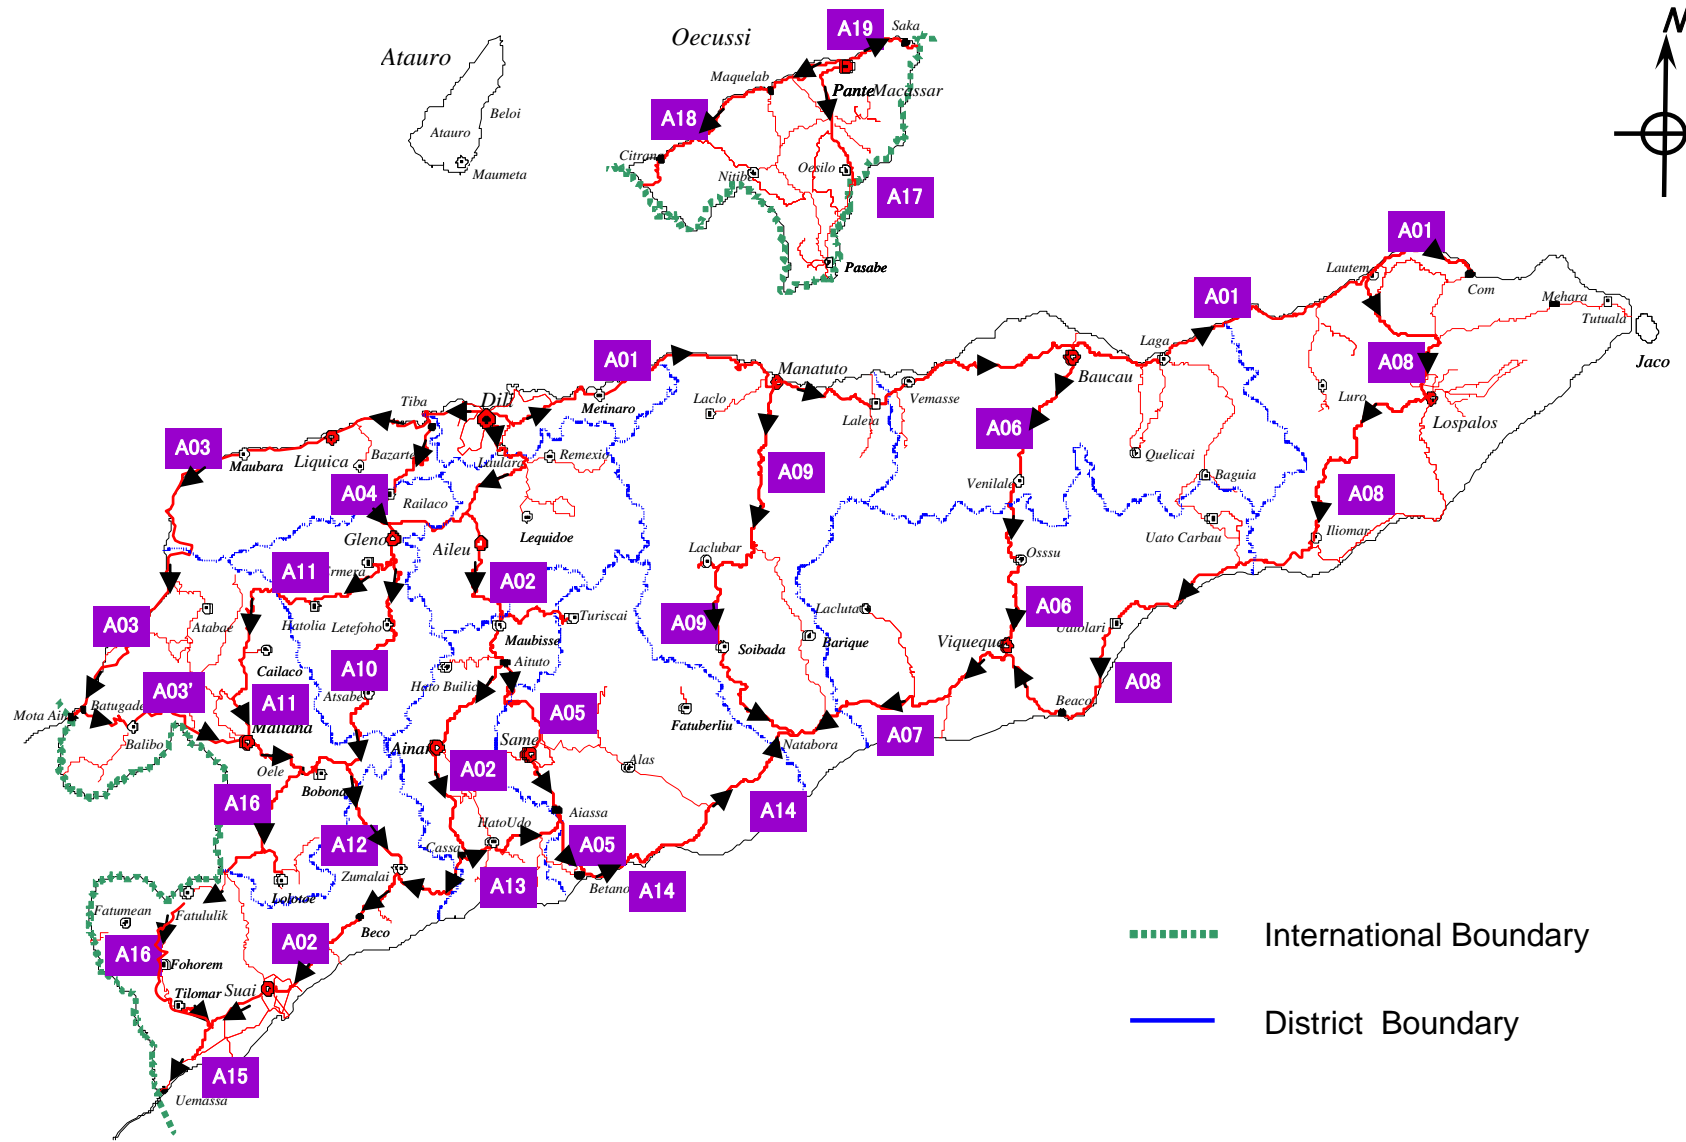 N
A19
Saka
Oecussi
Atauro
Maquelab
Pante Macassar
Beloi
A18
Atauro
Citrana
Maumeta
Nitibe
Oesilo
A17
Pasabe
A01
Lautem
Com
A01
Mehara
Tutuald
Jaco
A01
Laga
Manatuto
Baucau
A08
Tiba
Dili
Metinaro
Laclo
Laleia
Vemasse
Luro
Lospalos
A03
Maubara
Liquica
Bazarte
Laulara
Remexio
A06
Quelicai
Baguia
A09
Venilale
A04
Railaco
A08
Gleno
Aileu
Lequidoe
Laclubar
Osssu
Uato Carbau
Iliomar
A11
Ermera
A02
A06
A03
Atabae
Hatolia
Letefoho
Maubisse
Turiscai
A09
Lacluta
Barique
Viqueque
Uatolari
Cailaco
A10
Aituto
Soibada
A03'
Atsabe
Hato Builico
A08
Mota Ain
Batugade
A11
A05
Fatuberliu
Beaco
Maliana
Balibo
Ainaro
Same
Natabora
A07
Oele
A02
Alas
Bobonaro
A16
A14
HatoUdo
Aiassa
A12
A05
Cassa
Zumalai
A13
Betano
A14
Lolotoe
Fatumean
Fatululik
Beco
A02
A16
Fohorem
Tilomar
Suai
A15
Uemassa
International Boundary
District Boundary